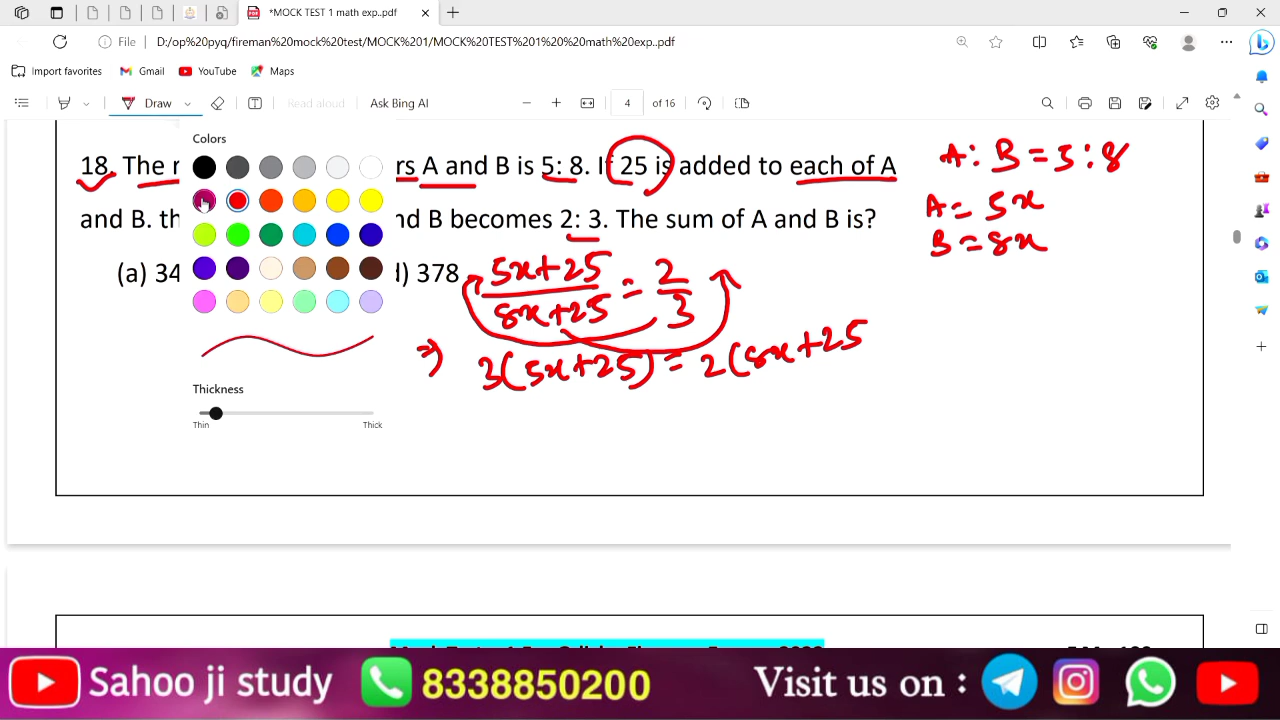 *MOCK TEST 1 math exp..pdf
File D:/op%20pyq/fireman%20mock%20test/MOCK%201/MOCK%20TEST%201%20%20math%20exp..pdf
Import favorites Gmail YouTube Maps
Draw Read aloud Ask Bing AI 4 of 16
Colors
Thickness
Thin Thick
18. The rs A and B is 5: 8. If 25 is added to each of A
and B. th nd B becomes 2: 3. The sum of A and B is?
(a) 34 d) 378
A : B = 5 : 8
A = 5x
B = 8x
5x+25 / 8x+25 = 2/3
⇒ 3(5x+25) = 2(8x+25
Sahoo ji study 8338850200 Visit us on :